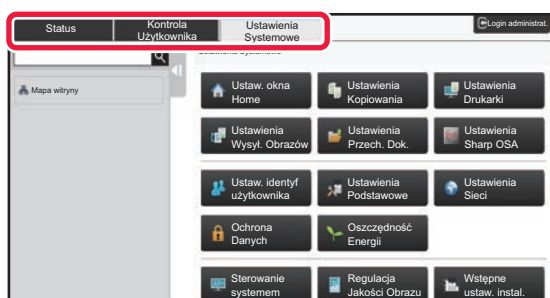 Status
Kontrola
Użytkownika
Ustawienia
Systemowe
Login administrat.
Ustawienia Systemowe
Mapa witryny
Ustaw. okna
Home
Ustawienia
Kopiowania
Ustawienia
Drukarki
Ustawienia
Wysył. Obrazów
Ustawienia
Przech. Dok.
Ustawienia
Sharp OSA
Ustaw. identyf
użytkownika
Ustawienia
Podstawowe
Ustawienia
Sieci
Ochrona
Danych
Oszczędność
Energii
Sterowanie
systemem
Regulacja
Jakości Obrazu
Wstępne
ustaw. instal.